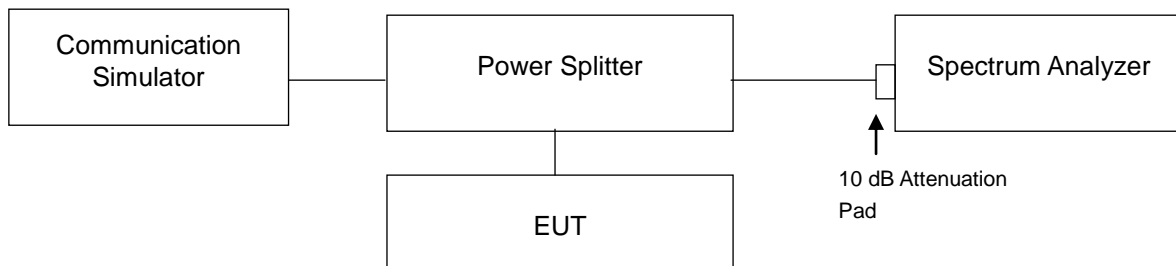 Communication
Simulator
Power Splitter
Spectrum Analyzer
10 dB Attenuation
Pad
EUT